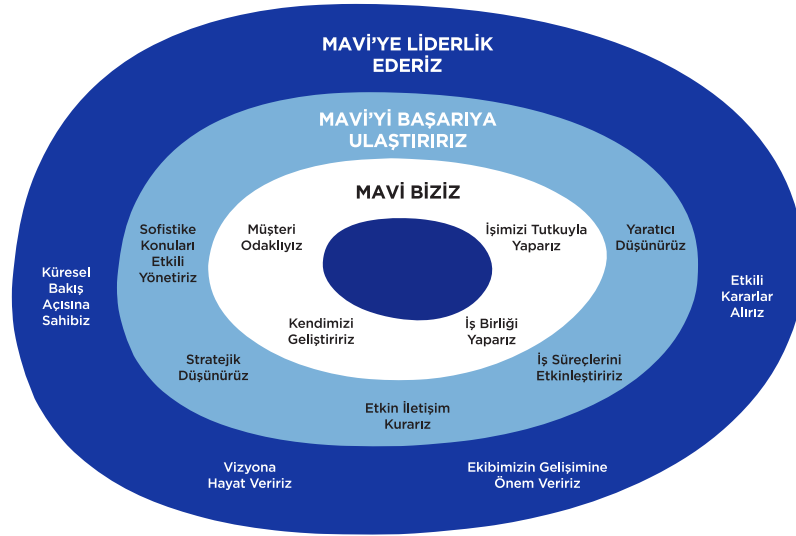 MAVİ'YE LİDERLİK
EDERİZ
MAVİ'Yİ BAŞARIYA
ULAŞTIRIRIZ
MAVİ BİZİZ
Sofistike
Konuları
Etkili
Yönetiriz
Müşteri
Odaklıyız
İşimizi Tutkuyla
Yaparız
Yaratıcı
Düşünürüz
Küresel
Bakış
Açısına
Sahibiz
Etkili
Kararlar
Alırız
Kendimizi
Geliştiririz
İş Birliği
Yaparız
Stratejik
Düşünürüz
İş Süreçlerini
Etkinleştiririz
Etkin İletişim
Kurarız
Vizyona
Hayat Veririz
Ekibimizin Gelişimine
Önem Veririz